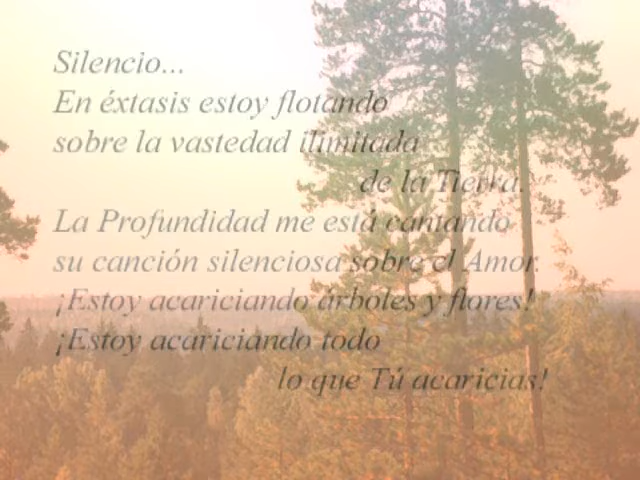 Silencio...
En éxtasis estoy flotando
sobre la vastedad ilimitada
de la Tierra.
La Profundidad me está cantando
su canción silenciosa sobre el Amor.
¡Estoy acariciando árboles y flores!
¡Estoy acariciando todo
lo que Tú acaricias!